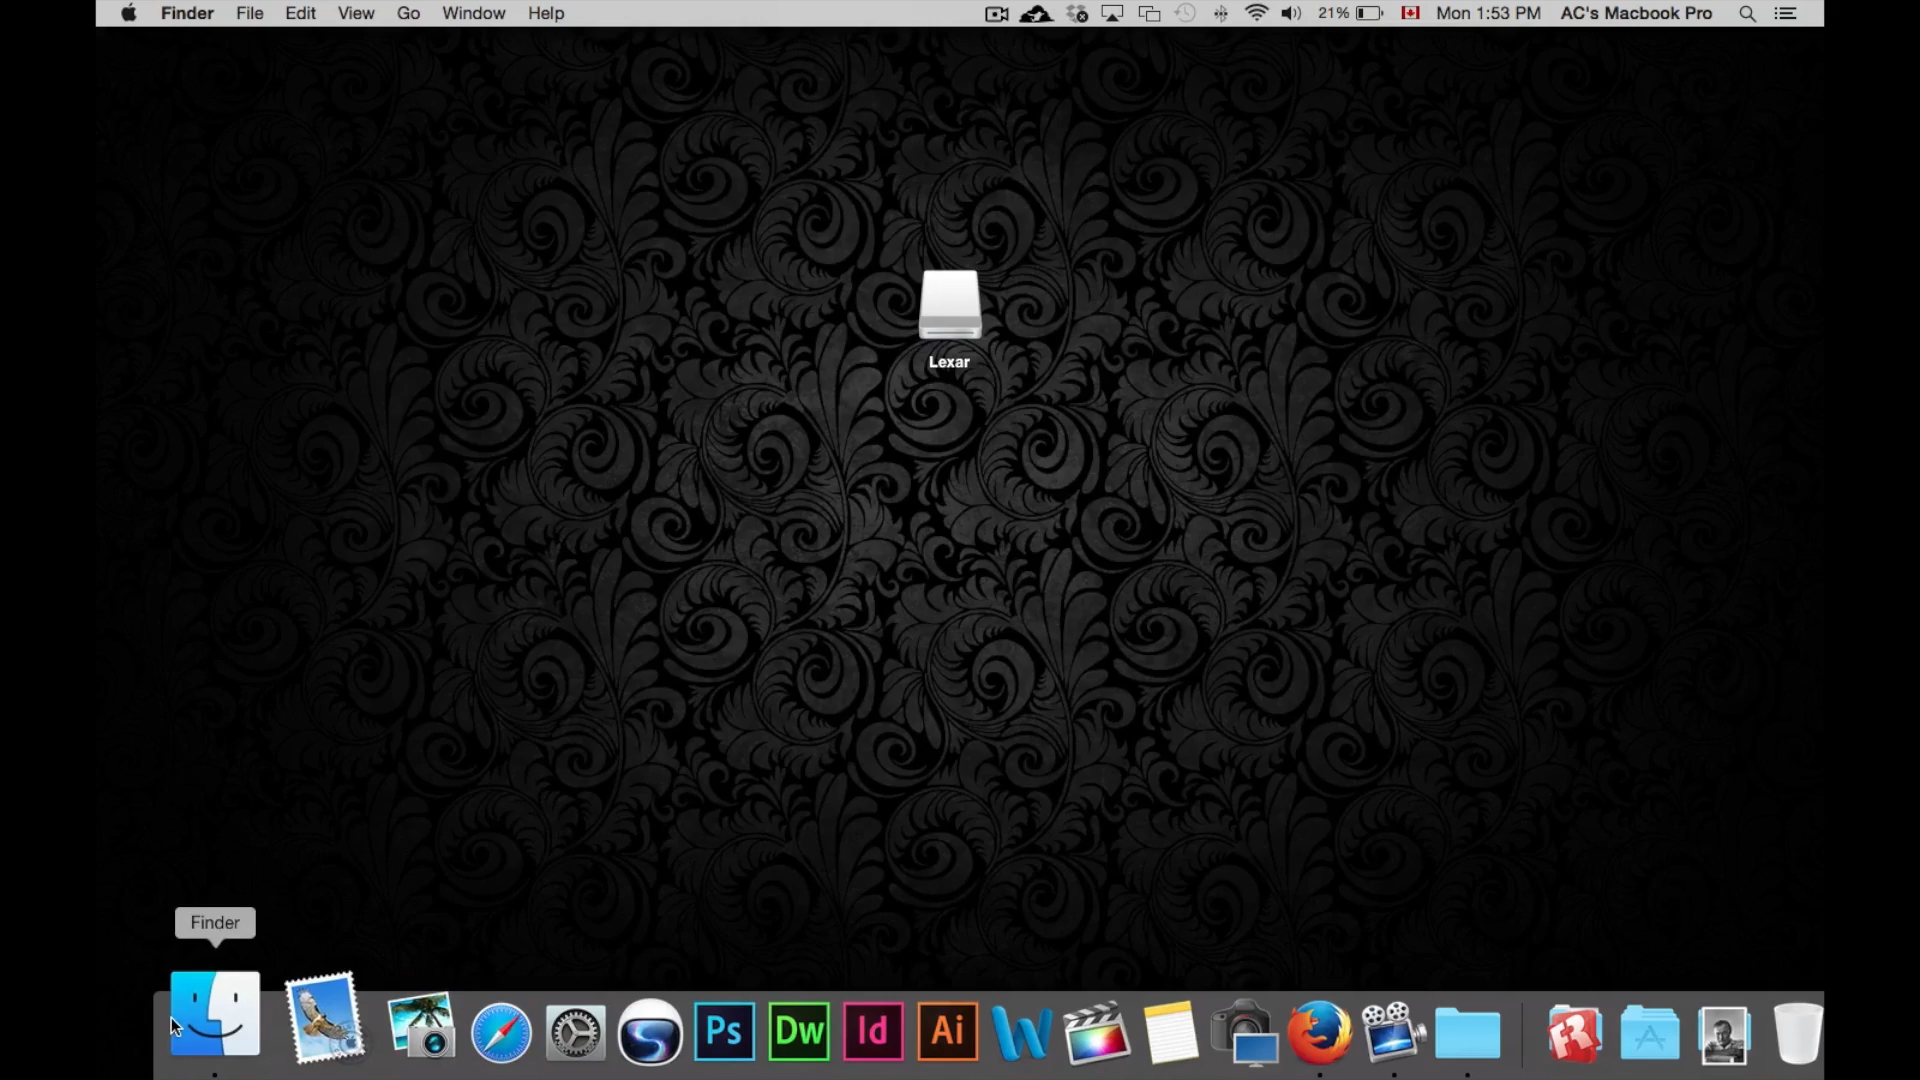 Finder File Edit View Go Window Help 21% Mon 1:53 PM AC's Macbook Pro
Lexar
Finder
Ps Dw Id Ai